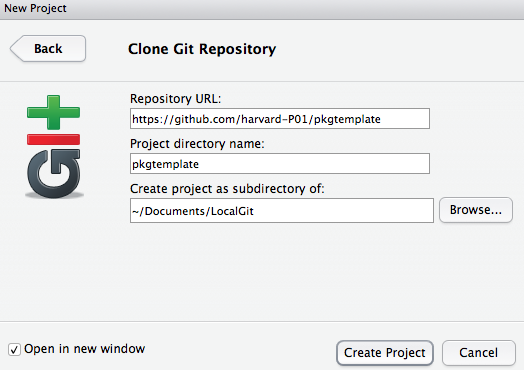 New Project
Back
Clone Git Repository
Repository URL:
https://github.com/harvard-P01/pkgtemplate
Project directory name:
pkgtemplate
Create project as subdirectory of:
~/Documents/LocalGit
Browse...
git
Open in new window
Create Project
Cancel